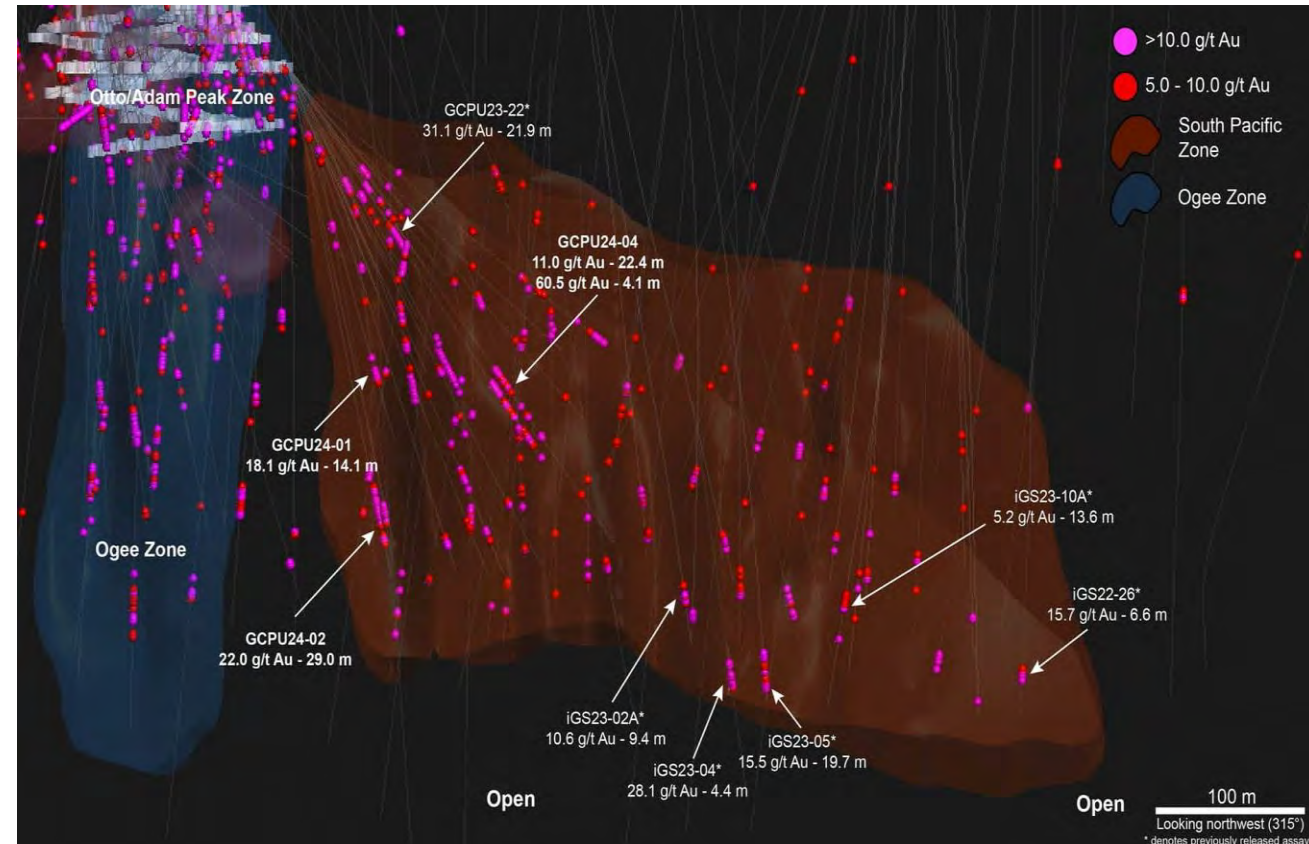 >10.0 g/t Au
5.0 - 10.0 g/t Au
South Pacific
Zone
Ogee Zone
Otto/Adam Peak Zone
GCPU23-22*
31.1 g/t Au - 21.9 m
GCPU24-04
11.0 g/t Au - 22.4 m
60.5 g/t Au - 4.1 m
GCPU24-01
18.1 g/t Au - 14.1 m
iGS23-10A*
5.2 g/t Au - 13.6 m
Ogee Zone
iGS22-26*
15.7 g/t Au - 6.6 m
GCPU24-02
22.0 g/t Au - 29.0 m
iGS23-02A*
10.6 g/t Au - 9.4 m
iGS23-05*
15.5 g/t Au - 19.7 m
iGS23-04*
28.1 g/t Au - 4.4 m
Open
Open
100 m
Looking northwest (315°)
* denotes previously released assay